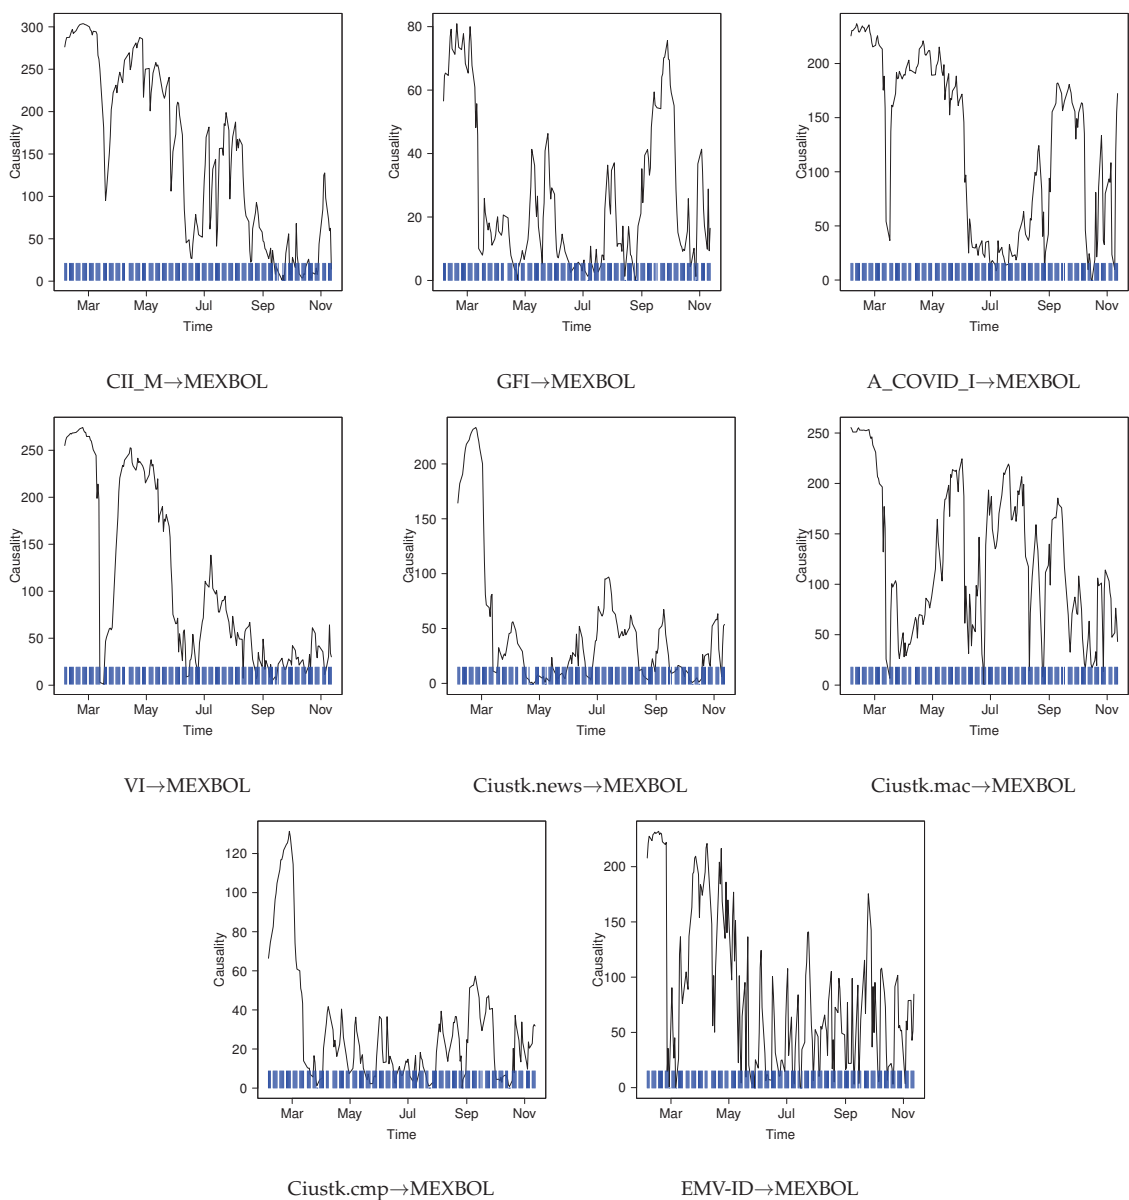 300
250
200
150
100
50
0
Causality
Mar May Jul Sep Nov
Time
CII_M→MEXBOL
80
60
40
20
0
Causality
Mar May Jul Sep Nov
Time
GFI→MEXBOL
200
150
100
50
0
Causality
Mar May Jul Sep Nov
Time
A_COVID_I→MEXBOL
250
200
150
100
50
0
Causality
Mar May Jul Sep Nov
Time
VI→MEXBOL
200
150
100
50
0
Causality
Mar May Jul Sep Nov
Time
Ciustk.news→MEXBOL
250
200
150
100
50
0
Causality
Mar May Jul Sep Nov
Time
Ciustk.mac→MEXBOL
120
100
80
60
40
20
0
Causality
Mar May Jul Sep Nov
Time
Ciustk.cmp→MEXBOL
200
150
100
50
0
Causality
Mar May Jul Sep Nov
Time
EMV-ID→MEXBOL